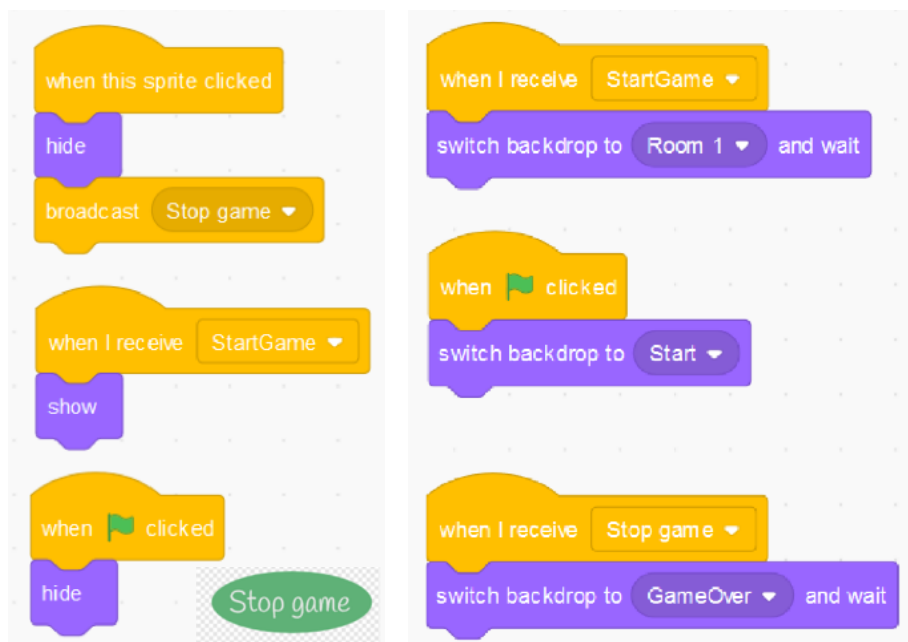 when this sprite clicked
hide
broadcast Stop game
when I receive StartGame
show
when clicked
hide
Stop game
when I receive StartGame
switch backdrop to Room 1 and wait
when clicked
switch backdrop to Start
when I receive Stop game
switch backdrop to GameOver and wait